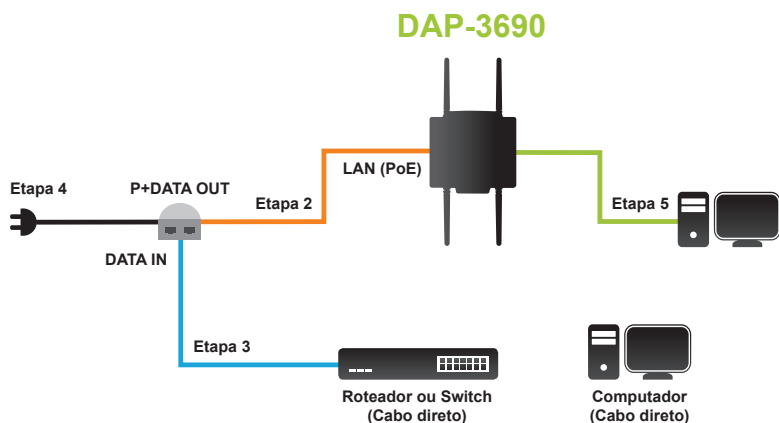 DAP-3690
LAN (PoE)
Etapa 4
P+DATA OUT
Etapa 2
Etapa 5
DATA IN
Etapa 3
Roteador ou Switch
(Cabo direto)
Computador
(Cabo direto)